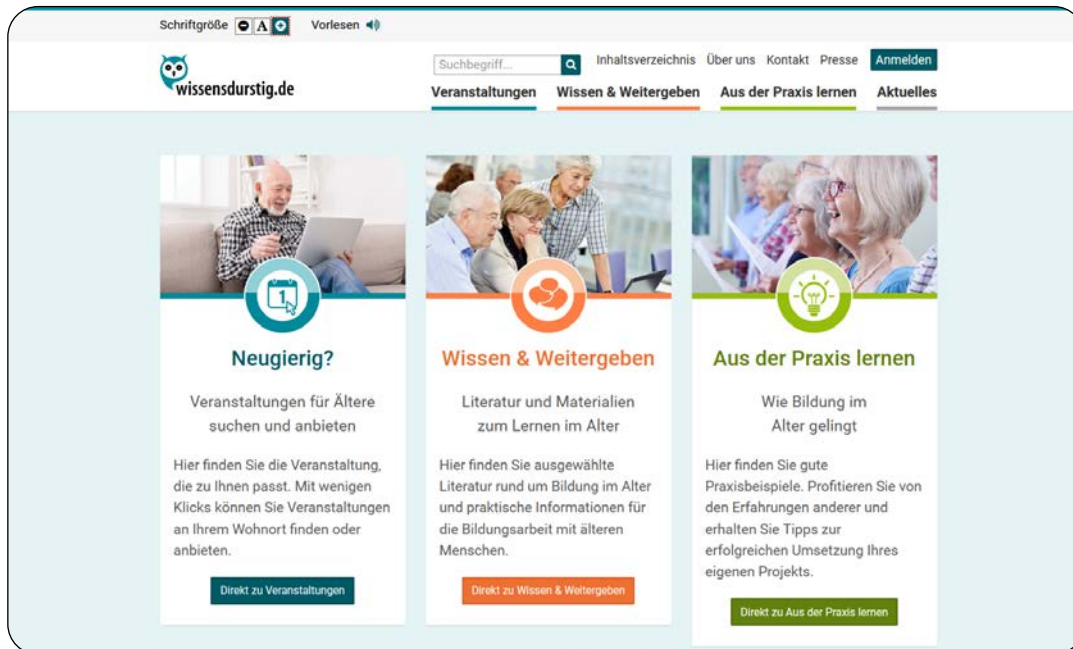 Schriftgröße A Vorlesen
wissensdurstig.de
Suchbegriff... Inhaltsverzeichnis Über uns Kontakt Presse Anmelden
Veranstaltungen Wissen & Weitergeben Aus der Praxis lernen Aktuelles
1
Neugierig?
Veranstaltungen für Ältere
suchen und anbieten
Hier finden Sie die Veranstaltung,
die zu Ihnen passt. Mit wenigen
Klicks können Sie Veranstaltungen
an Ihrem Wohnort finden oder
anbieten.
Direkt zu Veranstaltungen
Wissen & Weitergeben
Literatur und Materialien
zum Lernen im Alter
Hier finden Sie ausgewählte
Literatur rund um Bildung im Alter
und praktische Informationen für
die Bildungsarbeit mit älteren
Menschen.
Direkt zu Wissen & Weitergeben
Aus der Praxis lernen
Wie Bildung im
Alter gelingt
Hier finden Sie gute
Praxisbeispiele. Profitieren Sie von
den Erfahrungen anderer und
erhalten Sie Tipps zur
erfolgreichen Umsetzung Ihres
eigenen Projekts.
Direkt zu Aus der Praxis lernen